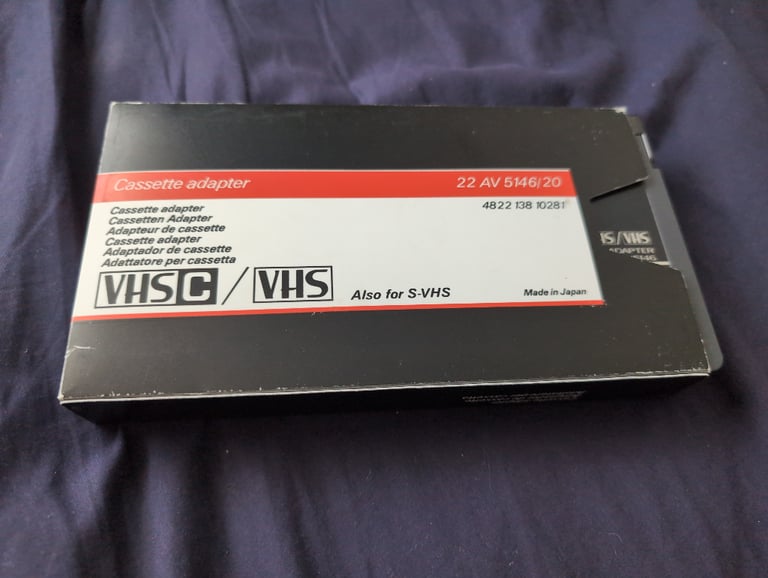 Cassette adapter 22 AV 5146/20
4822 138 10281
Cassette adapter
Cassetten Adapter
Adapteur de cassette
Cassette adapter
Adaptador de cassette
Adattatore per cassetta
VHS C / VHS Also for S-VHS Made in Japan
S/VHS
ADAPTER
5146